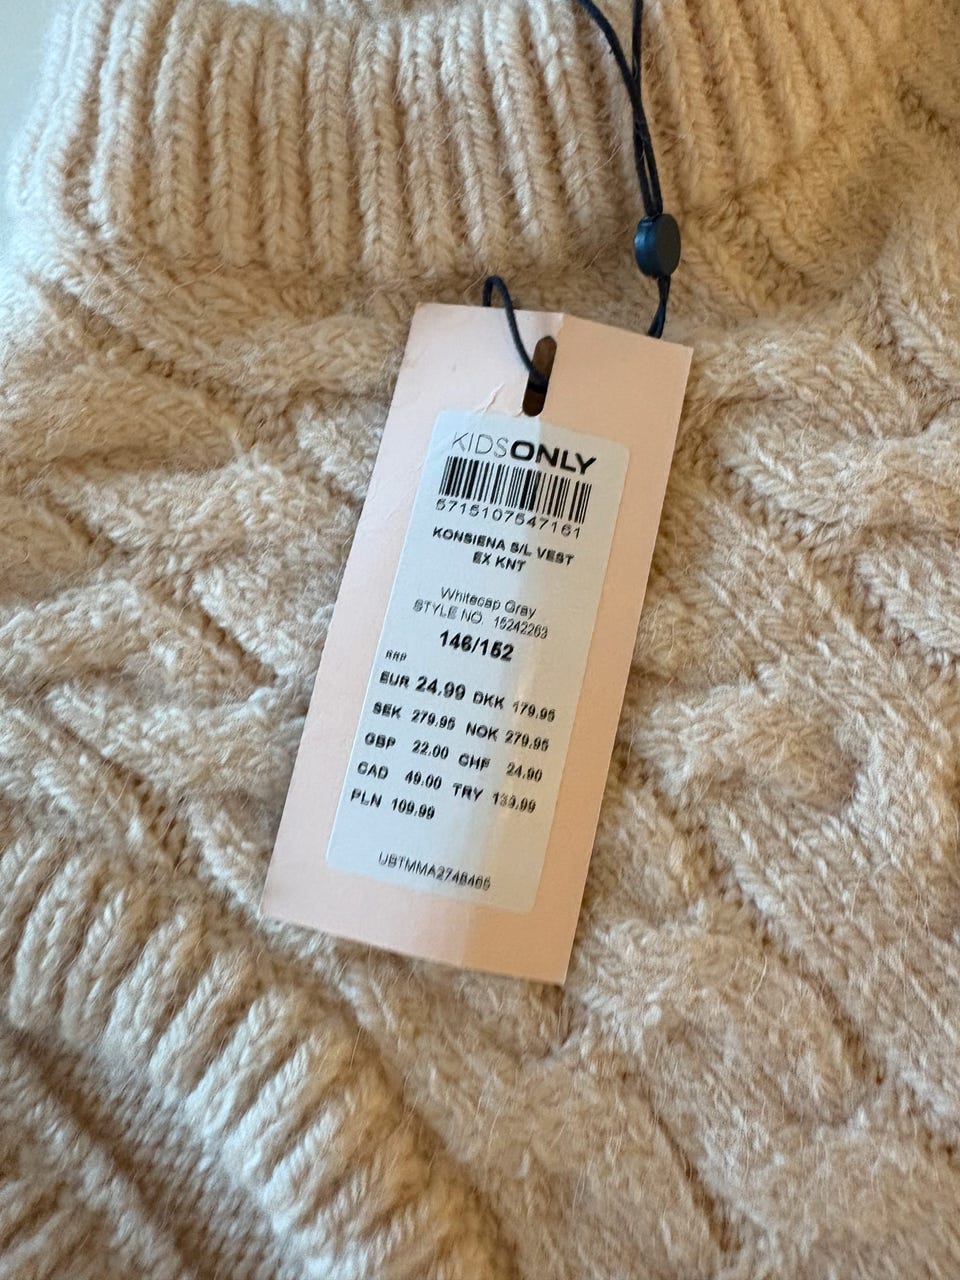 KIDSONLY
5715107547161
KONSIENA S/L VEST
EX KNT
Whitecap Gray
STYLE NO. 15242263
146/152
RRP
EUR 24.99 DKK 179.95
SEK 279.95 NOK 279.95
GBP 22.00 CHF 24.90
CAD 49.00 TRY 133.99
PLN 109.99
UBTMMA2748465